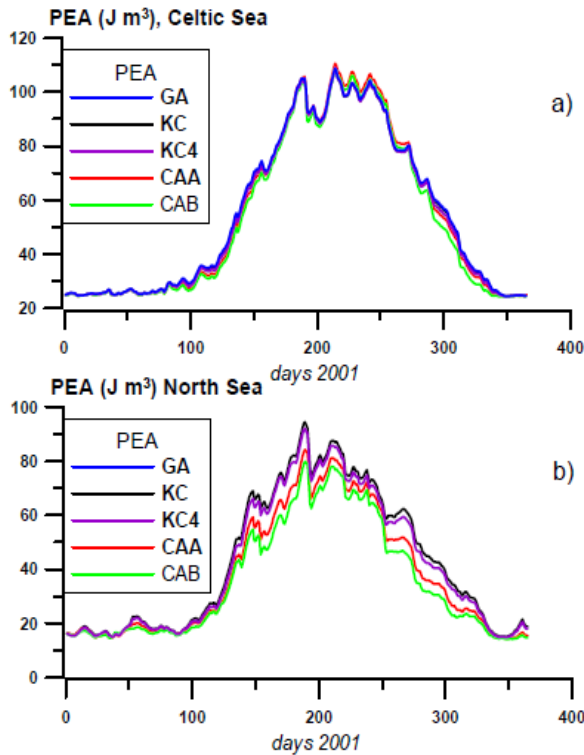 PEA (J m³), Celtic Sea
120
100
80
60
40
20
PEA
GA
KC
KC4
CAA
CAB
a)
0 100 200 300 400
days 2001
PEA (J m³) North Sea
100
80
60
40
20
0
PEA
GA
KC
KC4
CAA
CAB
b)
0 100 200 300 400
days 2001